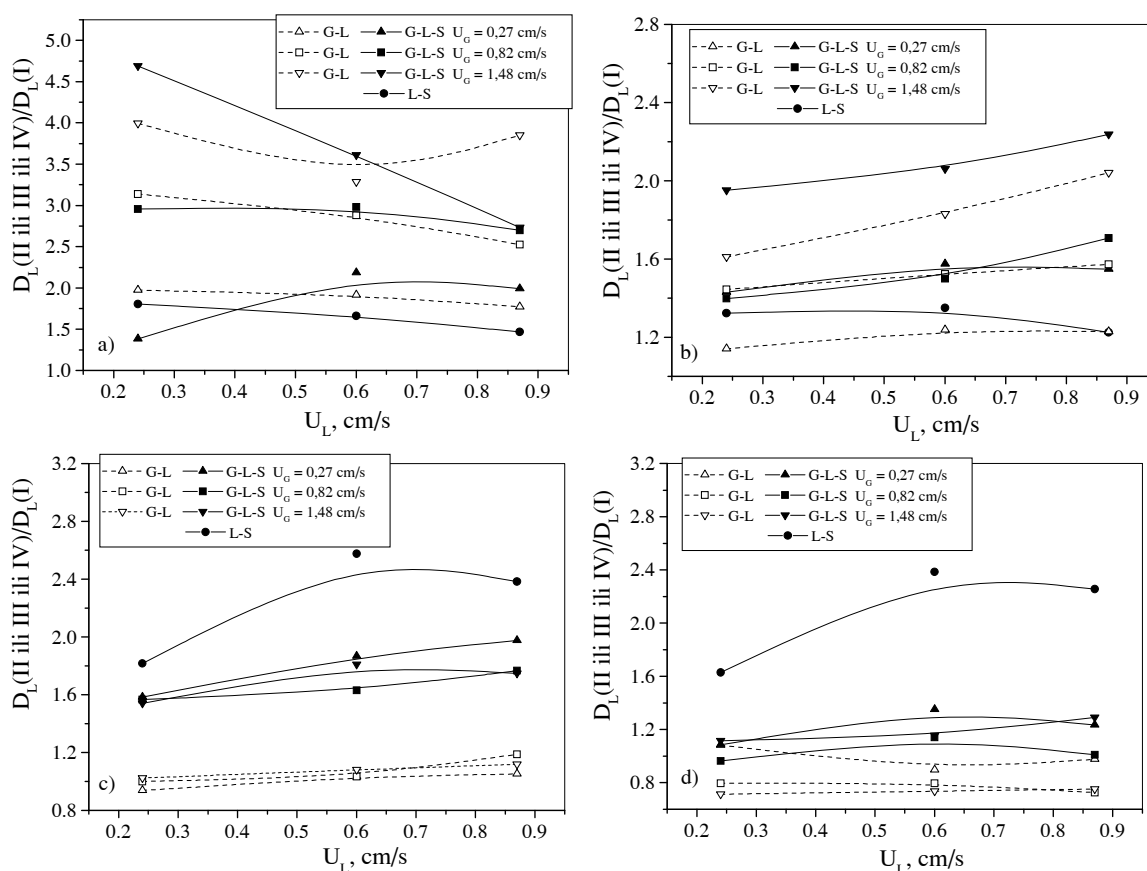 G-L G-L-S U_G = 0,27 cm/s
G-L G-L-S U_G = 0,82 cm/s
G-L G-L-S U_G = 1,48 cm/s
L-S
5.0
4.5
4.0
3.5
3.0
2.5
2.0
1.5
1.0
D_L(II ili III ili IV)/D_L(I)
a)
0.2 0.3 0.4 0.5 0.6 0.7 0.8 0.9
U_L, cm/s
G-L G-L-S U_G = 0,27 cm/s
G-L G-L-S U_G = 0,82 cm/s
G-L G-L-S U_G = 1,48 cm/s
L-S
2.8
2.4
2.0
1.6
1.2
D_L(II ili III ili IV)/D_L(I)
b)
0.2 0.3 0.4 0.5 0.6 0.7 0.8 0.9
U_L, cm/s
G-L G-L-S U_G = 0,27 cm/s
G-L G-L-S U_G = 0,82 cm/s
G-L G-L-S U_G = 1,48 cm/s
L-S
3.2
2.8
2.4
2.0
1.6
1.2
0.8
D_L(II ili III ili IV)/D_L(I)
c)
0.2 0.3 0.4 0.5 0.6 0.7 0.8 0.9
U_L, cm/s
G-L G-L-S U_G = 0,27 cm/s
G-L G-L-S U_G = 0,82 cm/s
G-L G-L-S U_G = 1,48 cm/s
L-S
3.2
2.8
2.4
2.0
1.6
1.2
0.8
D_L(II ili III ili IV)/D_L(I)
d)
0.2 0.3 0.4 0.5 0.6 0.7 0.8 0.9
U_L, cm/s